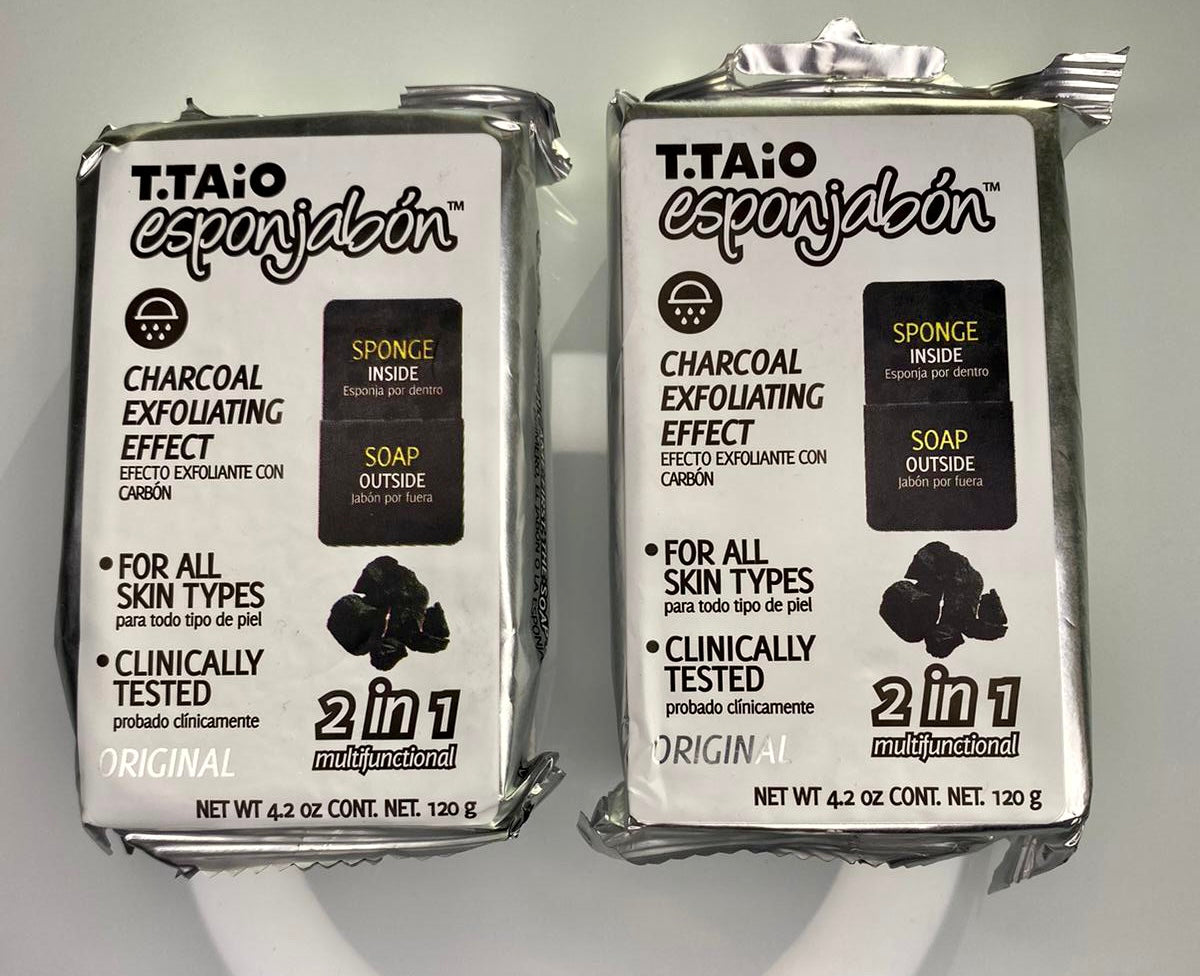 T.TAiO
esponjabón™
CHARCOAL
EXFOLIATING
EFFECT
EFECTO EXFOLIANTE CON
CARBÓN
SPONGE
INSIDE
Esponja por dentro
SOAP
OUTSIDE
Jabón por fuera
• FOR ALL
SKIN TYPES
para todo tipo de piel
• CLINICALLY
TESTED
probado clínicamente
ORIGINAL
2 in 1
multifunctional
NET WT 4.2 oz CONT. NET. 120 g
T.TAiO
esponjabón™
CHARCOAL
EXFOLIATING
EFFECT
EFECTO EXFOLIANTE CON
CARBÓN
SPONGE
INSIDE
Esponja por dentro
SOAP
OUTSIDE
Jabón por fuera
• FOR ALL
SKIN TYPES
para todo tipo de piel
• CLINICALLY
TESTED
probado clínicamente
ORIGINAL
2 in 1
multifunctional
NET WT 4.2 oz CONT. NET. 120 g